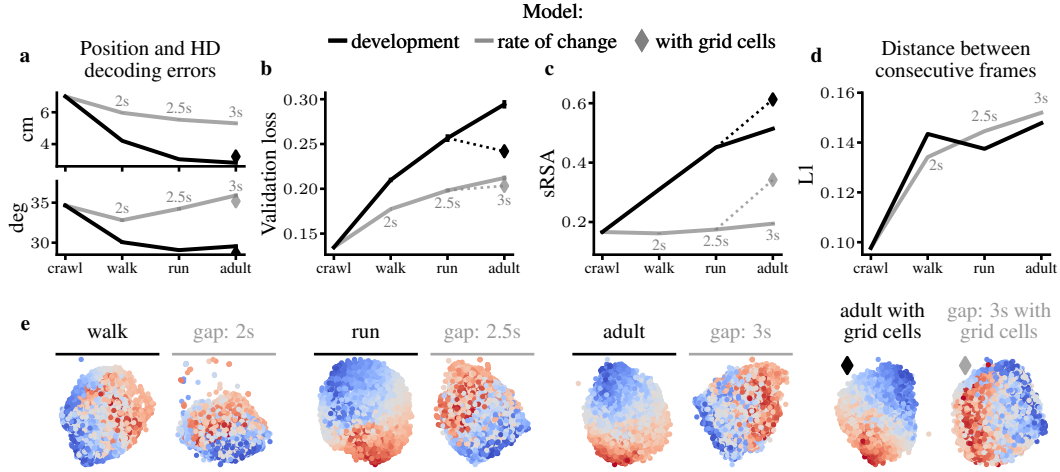 Model:
development
rate of change
with grid cells
a
Position and HD
decoding errors
cm
6
4
2s
2.5s
3s
deg
35
30
2s
2.5s
3s
crawl
walk
run
adult
b
Validation loss
0.30
0.25
0.20
0.15
2s
2.5s
3s
crawl
walk
run
adult
c
sRSA
0.6
0.4
0.2
2s
2.5s
3s
crawl
walk
run
adult
d
Distance between
consecutive frames
L1
0.16
0.14
0.12
0.10
2s
2.5s
3s
crawl
walk
run
adult
e
walk
gap: 2s
run
gap: 2.5s
adult
gap: 3s
adult with
grid cells
gap: 3s with
grid cells